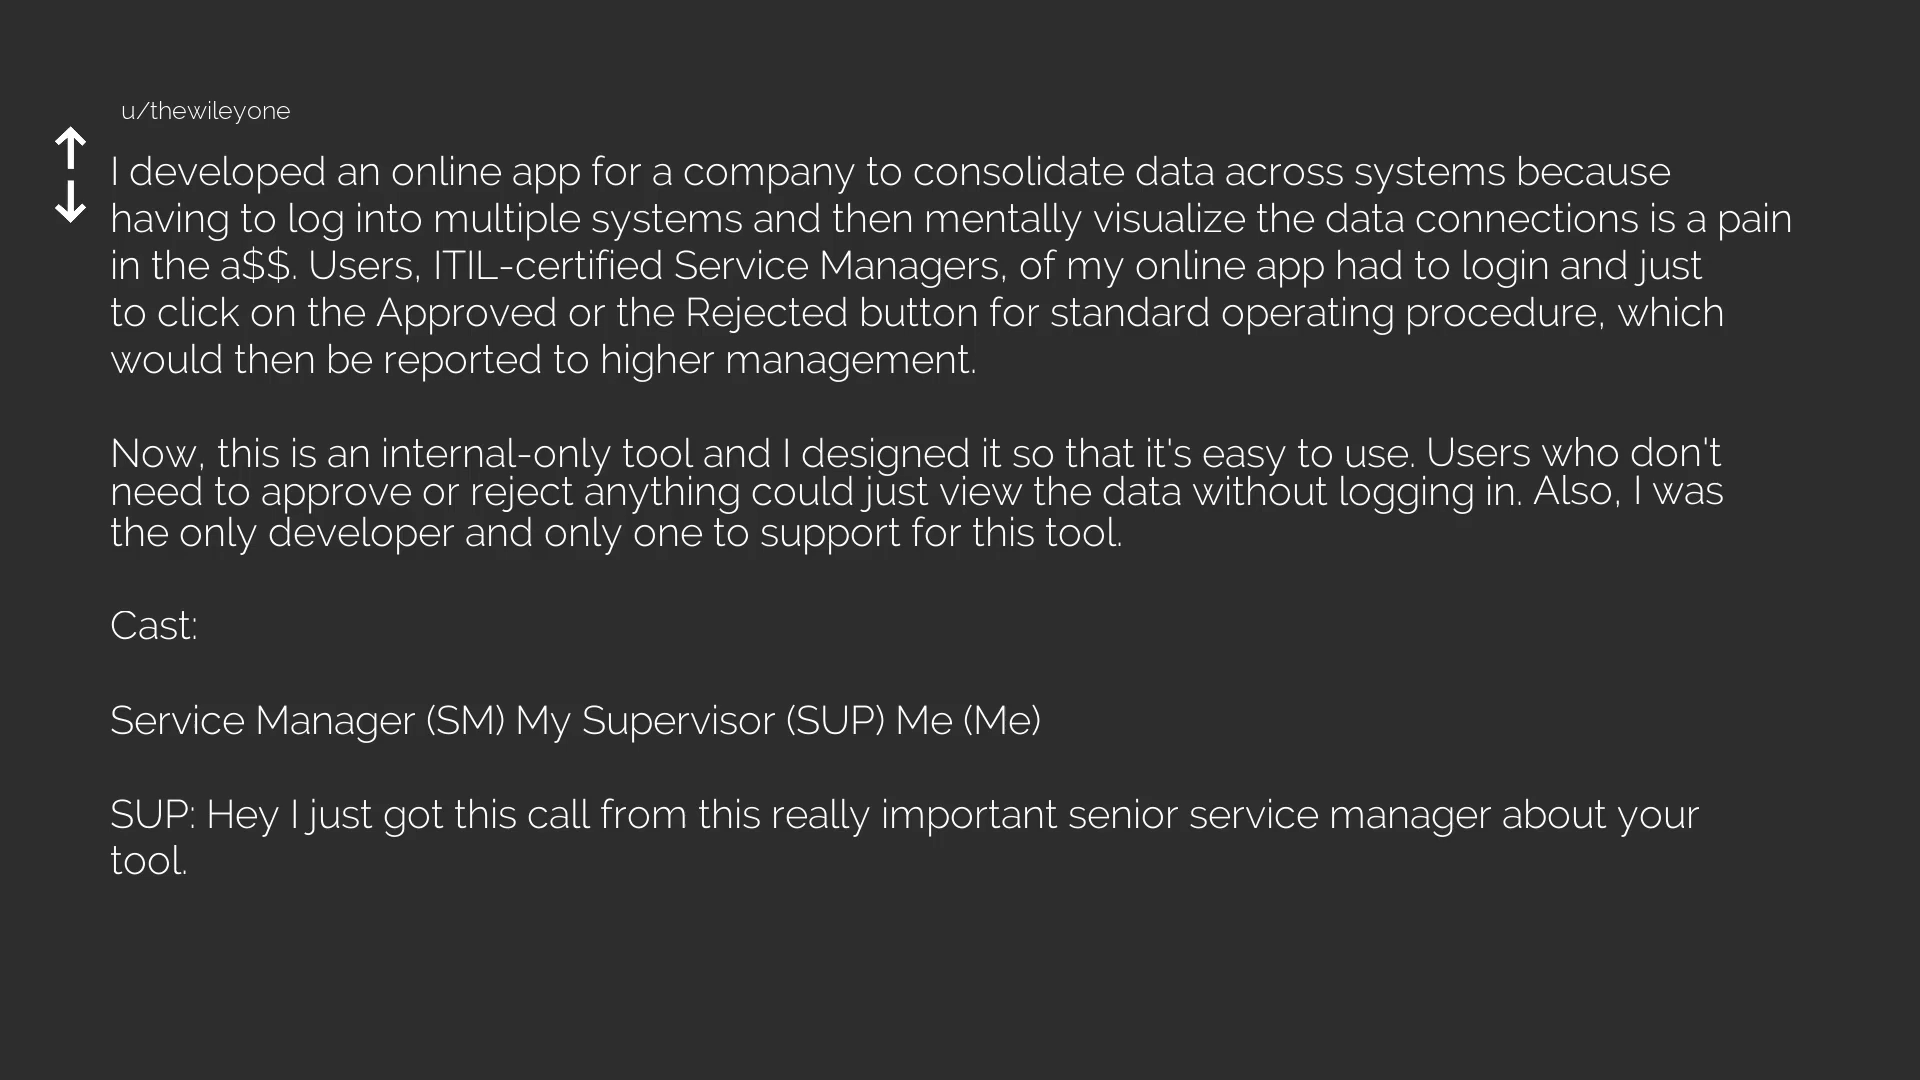 u/thewileyone
I developed an online app for a company to consolidate data across systems because
having to log into multiple systems and then mentally visualize the data connections is a pain
in the a$$. Users, ITIL-certified Service Managers, of my online app had to login and just
to click on the Approved or the Rejected button for standard operating procedure, which
would then be reported to higher management.
Now, this is an internal-only tool and I designed it so that it's easy to use. Users who don't
need to approve or reject anything could just view the data without logging in. Also, I was
the only developer and only one to support for this tool.
Cast:
Service Manager (SM) My Supervisor (SUP) Me (Me)
SUP: Hey I just got this call from this really important senior service manager about your
tool.